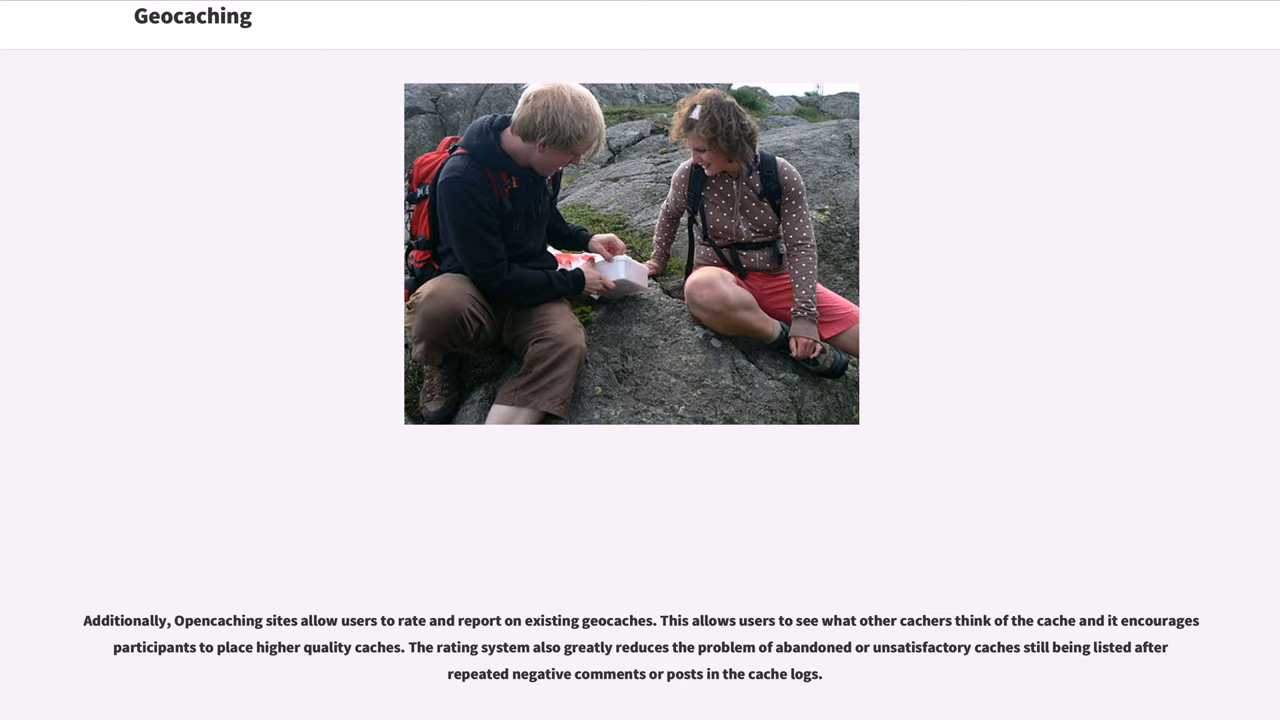 Geocaching
Additionally, Opencaching sites allow users to rate and report on existing geocaches. This allows users to see what other cachers think of the cache and it encourages
participants to place higher quality caches. The rating system also greatly reduces the problem of abandoned or unsatisfactory caches still being listed after
repeated negative comments or posts in the cache logs.